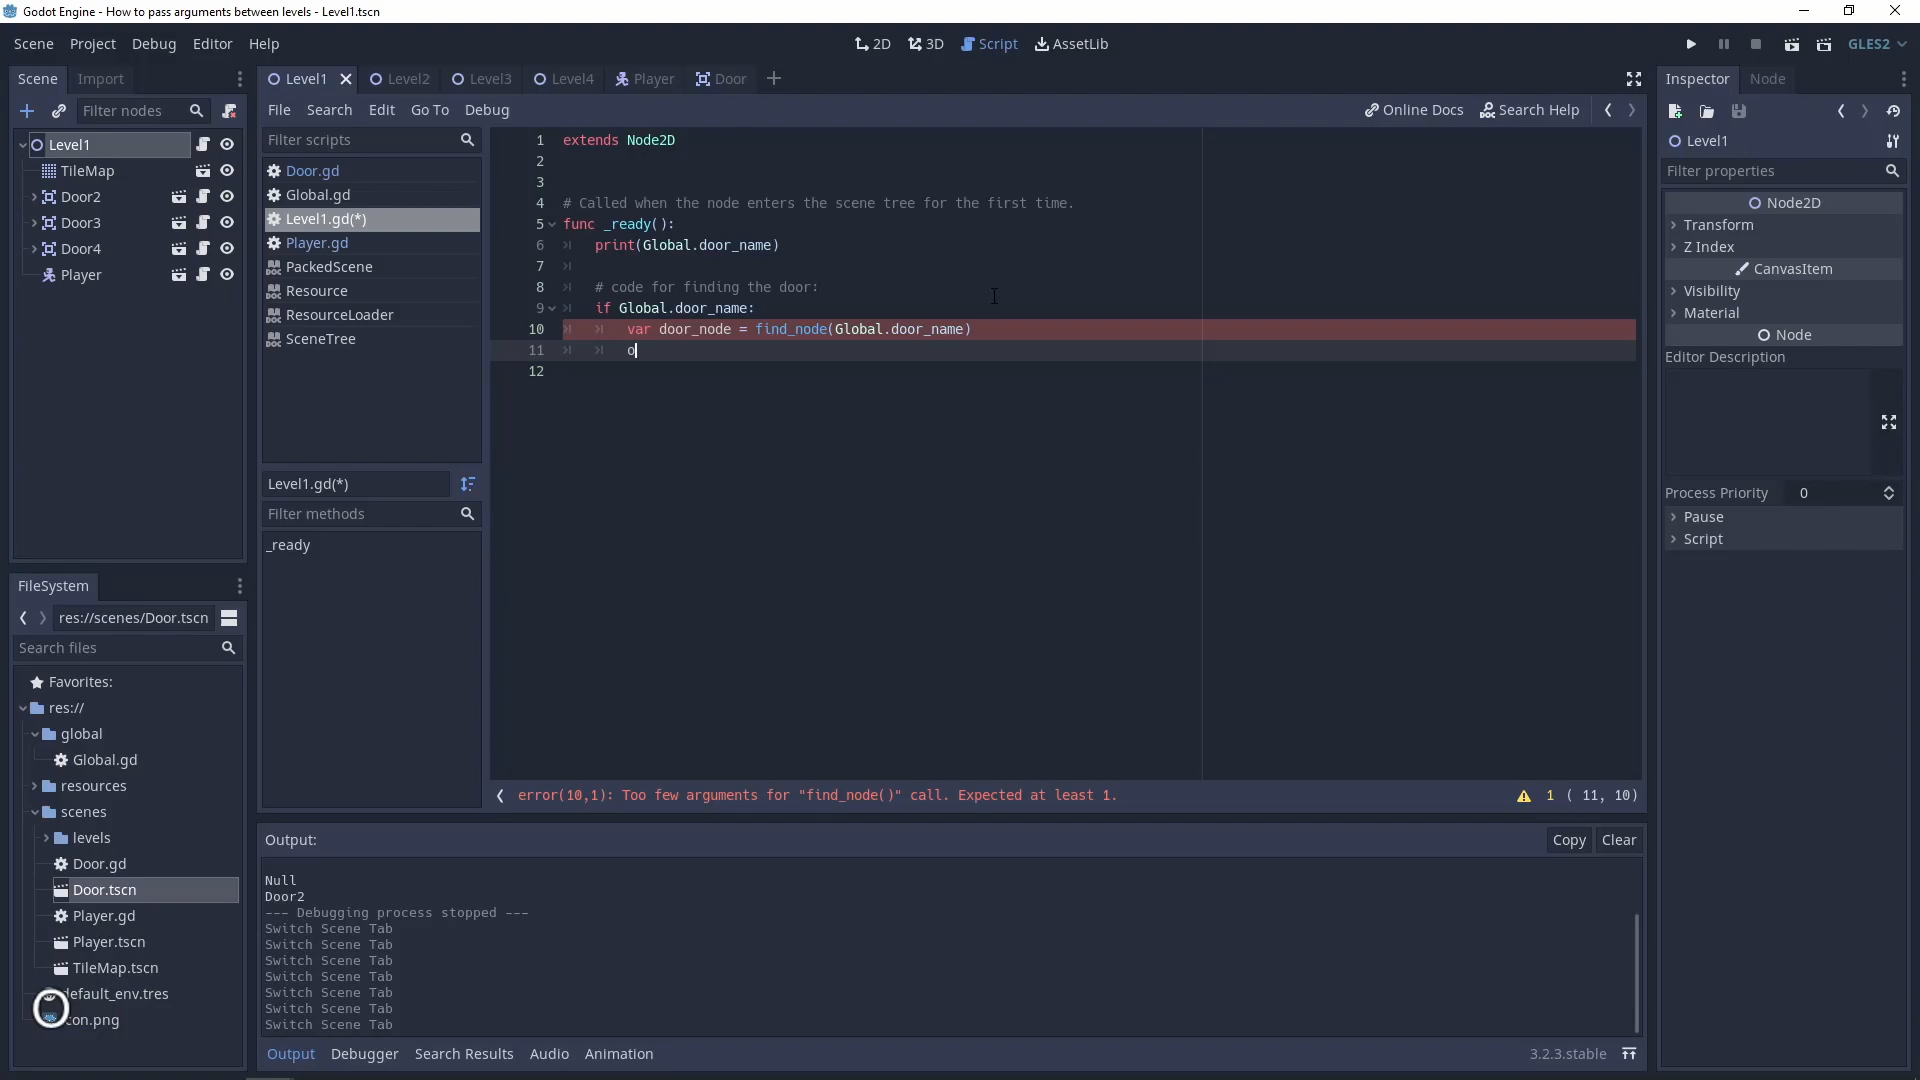 Godot Engine - How to pass arguments between levels - Level1.tscn
Scene Project Debug Editor Help 2D 3D Script AssetLib GLES2
Scene Import
Filter nodes
Level1
TileMap
Door2
Door3
Door4
Player
Level1 Level2 Level3 Level4 Player Door
File Search Edit Go To Debug Online Docs Search Help
Filter scripts
Door.gd
Global.gd
Level1.gd(*)
Player.gd
PackedScene
Resource
ResourceLoader
SceneTree
Level1.gd(*)
Filter methods
_ready
1 extends Node2D
2
3
4 # Called when the node enters the scene tree for the first time.
5 func _ready():
6 print(Global.door_name)
7
8 # code for finding the door:
9 if Global.door_name:
10 var door_node = find_node(Global.door_name)
11 o
12
error(10,1): Too few arguments for "find_node()" call. Expected at least 1.
1 ( 11, 10)
Output:
Copy Clear
Null
Door2
--- Debugging process stopped ---
Switch Scene Tab
Switch Scene Tab
Switch Scene Tab
Switch Scene Tab
Switch Scene Tab
Switch Scene Tab
Switch Scene Tab
Output Debugger Search Results Audio Animation 3.2.3.stable
FileSystem
res://scenes/Door.tscn
Search files
Favorites:
res://
global
Global.gd
resources
scenes
levels
Door.gd
Door.tscn
Player.gd
Player.tscn
TileMap.tscn
default_env.tres
con.png
Inspector Node
Level1
Filter properties
Node2D
Transform
Z Index
CanvasItem
Visibility
Material
Node
Editor Description
Process Priority 0
Pause
Script